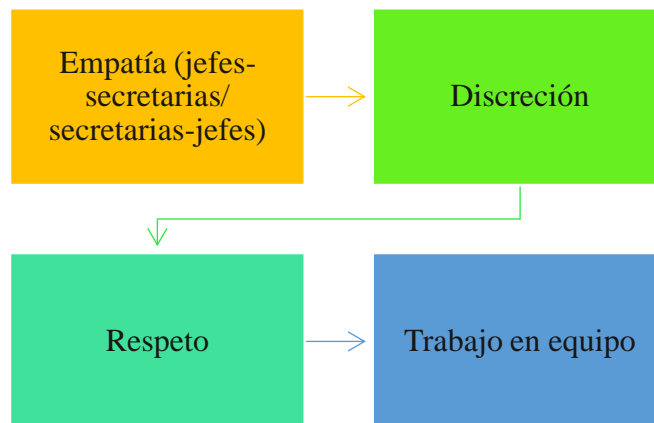 Empatía (jefes-
secretarias/
secretarias-jefes)
Discreción
Respeto
Trabajo en equipo